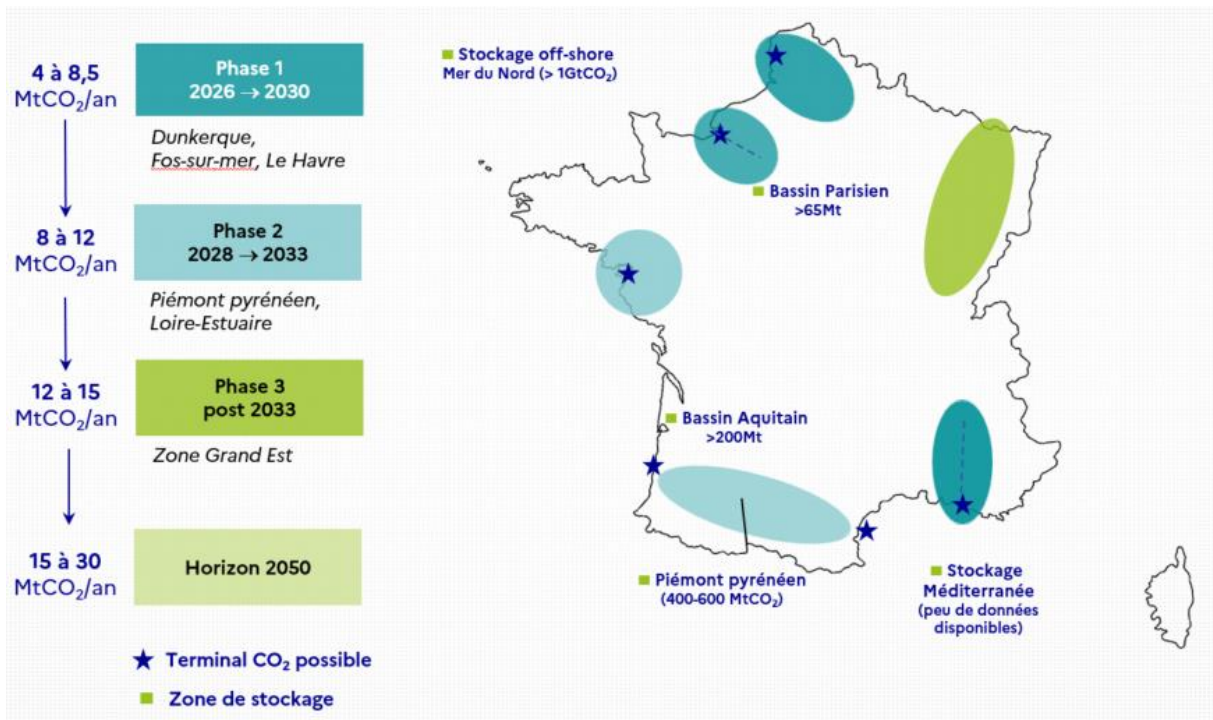 4 à 8,5
MtCO₂/an
Phase 1
2026 → 2030
Dunkerque,
Fos-sur-mer, Le Havre
8 à 12
MtCO₂/an
Phase 2
2028 → 2033
Piémont pyrénéen,
Loire-Estuaire
12 à 15
MtCO₂/an
Phase 3
post 2033
Zone Grand Est
15 à 30
MtCO₂/an
Horizon 2050
Terminal CO₂ possible
Zone de stockage
Stockage off-shore
Mer du Nord (> 1GtCO₂)
Bassin Parisien
>65Mt
Bassin Aquitain
>200Mt
Piémont pyrénéen
(400-600 MtCO₂)
Stockage
Méditerranée
(peu de données
disponibles)